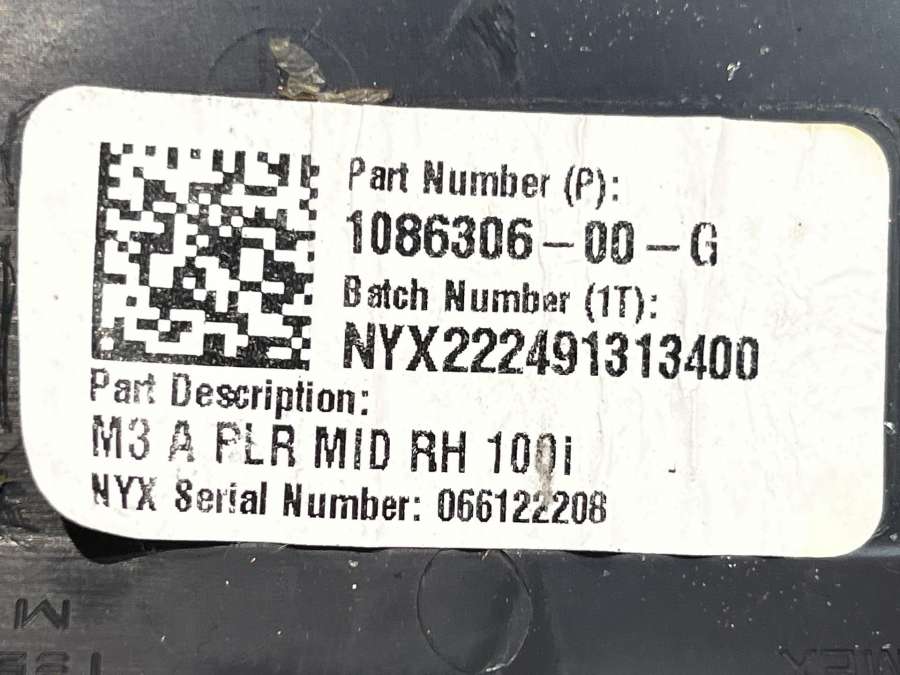 Part Number (P):
1086306-00-G
Batch Number (1T):
NYX222491313400
Part Description:
M3 A PLR MID RH 100i
NYX Serial Number: 066122208